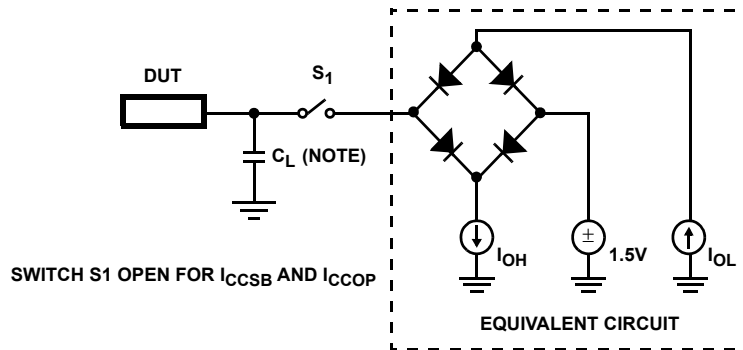 DUT
S1
CL (NOTE)
IOH
±
1.5V
IOL
SWITCH S1 OPEN FOR ICCSB AND ICCOP
EQUIVALENT CIRCUIT